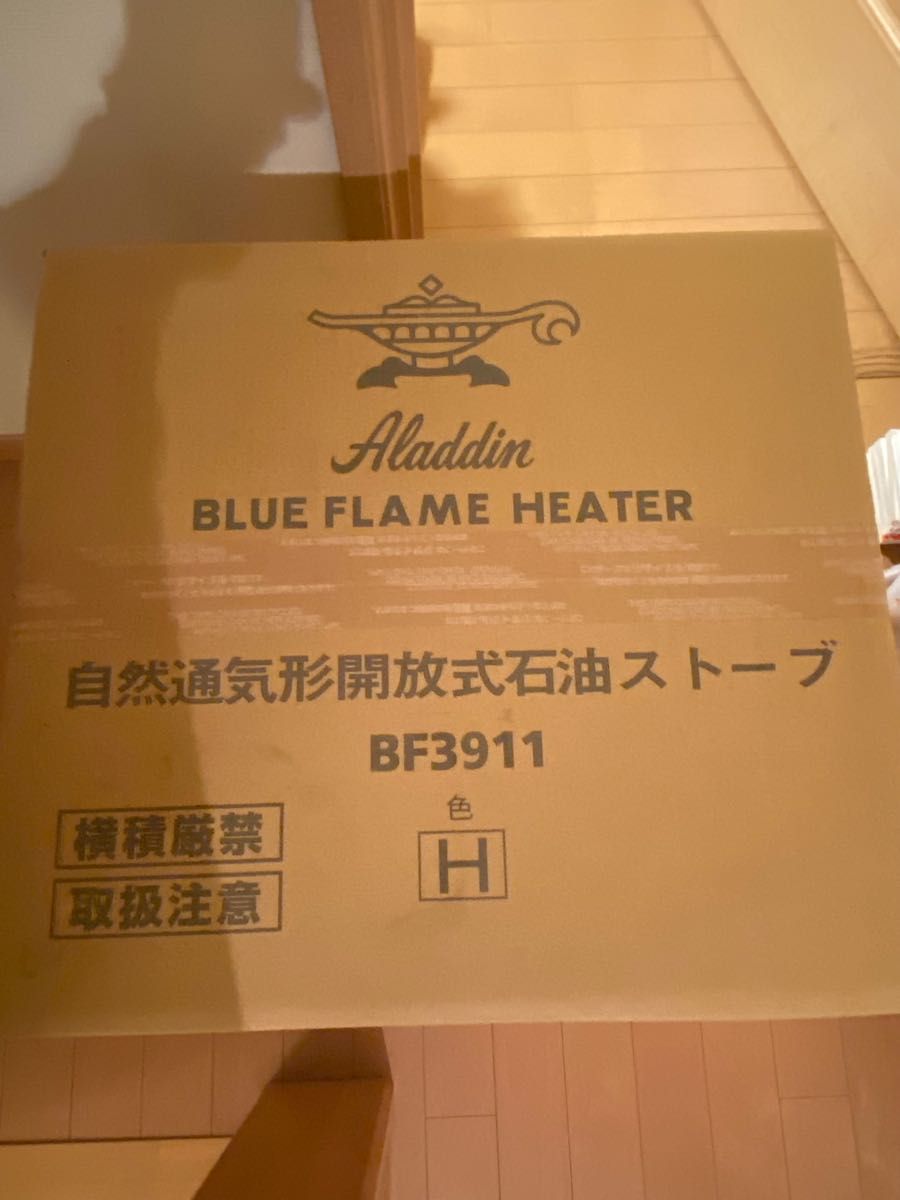 Aladdin
BLUE FLAME HEATER
自然通気形開放式石油ストーブ
BF3911
色
H
横積厳禁
取扱注意